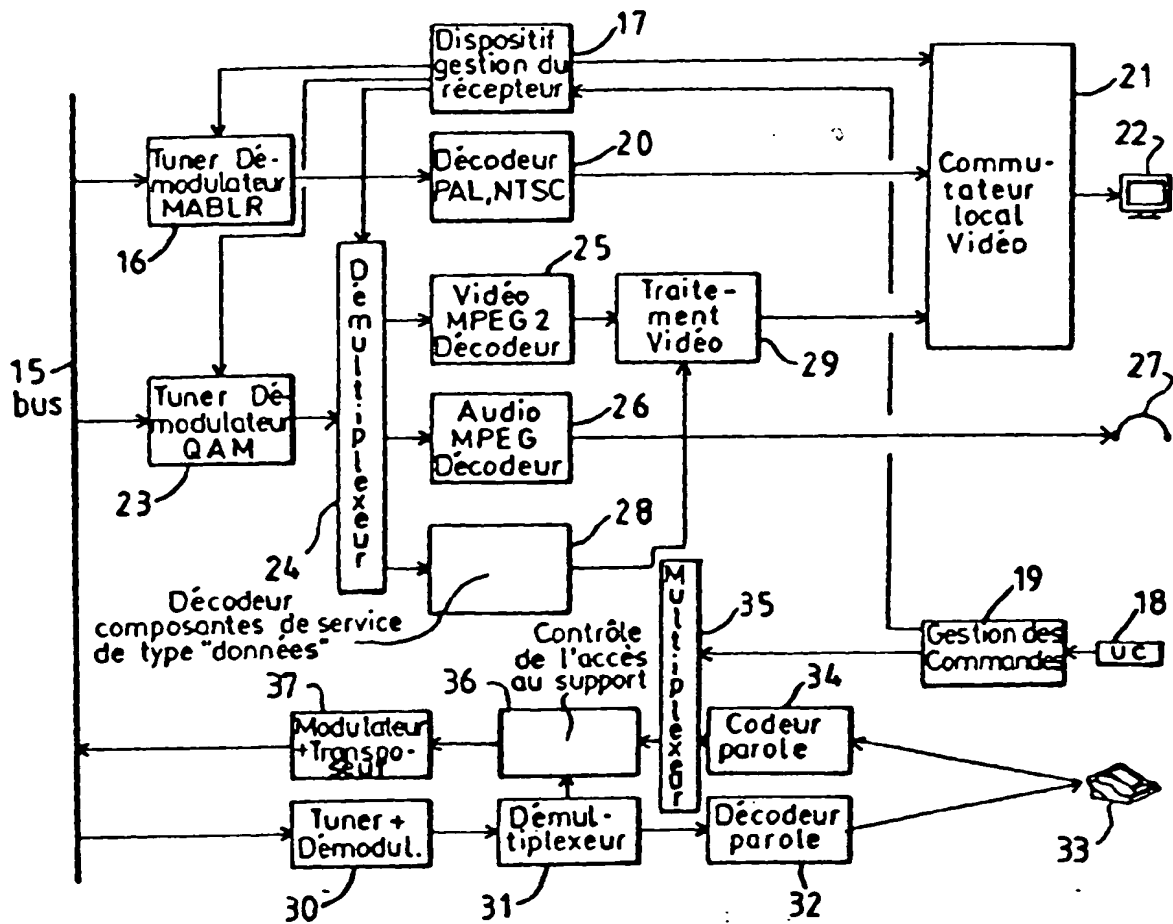 Dispositif
gestion du
récepteur
17
21
Tuner Dé-
modulateur
MABLR
16
Décodeur
PAL,NTSC
20
Commu-
tateur
local
Vidéo
22
Démultiplexeur
24
25
Vidéo
MPEG 2
Décodeur
Traite-
ment
Vidéo
29
15
bus
Tuner Dé-
modulateur
QAM
23
Audio
MPEG
Décodeur
26
27
28
Décodeur
composantes de service
de type "données"
Multiplexeur
35
19
Gestion des
Commandes
18
UC
Contrôle
de l'accès
au support
36
37
Modulateur
+Transpo-
seur
34
Codeur
parole
Tuner +
Démodul.
30
Démul-
tiplexeur
31
Décodeur
parole
32
33